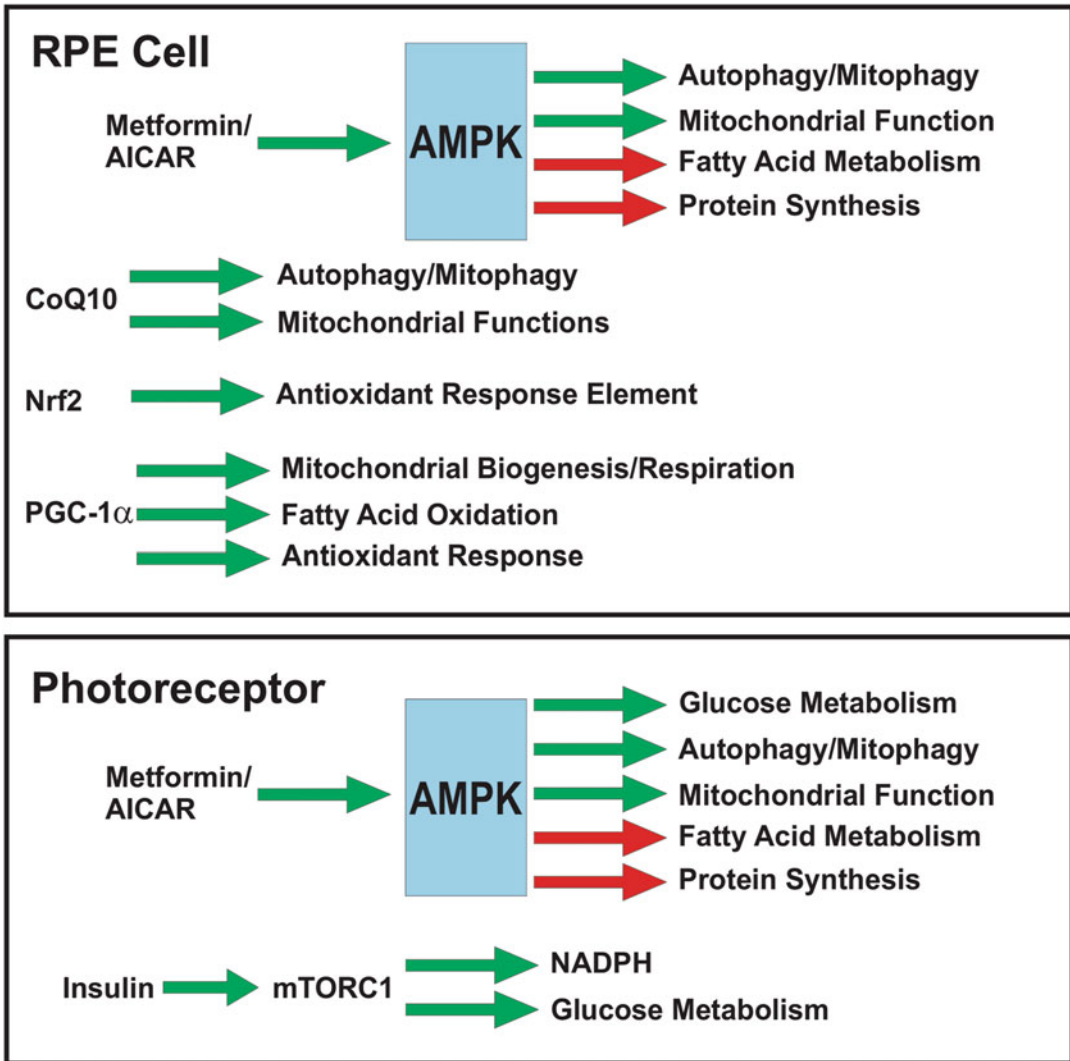 RPE Cell
Metformin/
AICAR
AMPK
Autophagy/Mitophagy
Mitochondrial Function
Fatty Acid Metabolism
Protein Synthesis
CoQ10
Autophagy/Mitophagy
Mitochondrial Functions
Nrf2
Antioxidant Response Element
PGC-1α
Mitochondrial Biogenesis/Respiration
Fatty Acid Oxidation
Antioxidant Response
Photoreceptor
Metformin/
AICAR
AMPK
Glucose Metabolism
Autophagy/Mitophagy
Mitochondrial Function
Fatty Acid Metabolism
Protein Synthesis
Insulin
mTORC1
NADPH
Glucose Metabolism